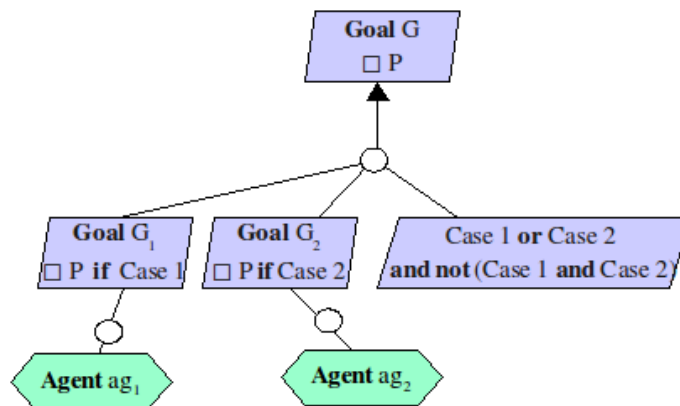 Goal G
□ P
Goal G₁
□ P if Case 1
Goal G₂
□ P if Case 2
Case 1 or Case 2
and not (Case 1 and Case 2)
Agent ag₁
Agent ag₂